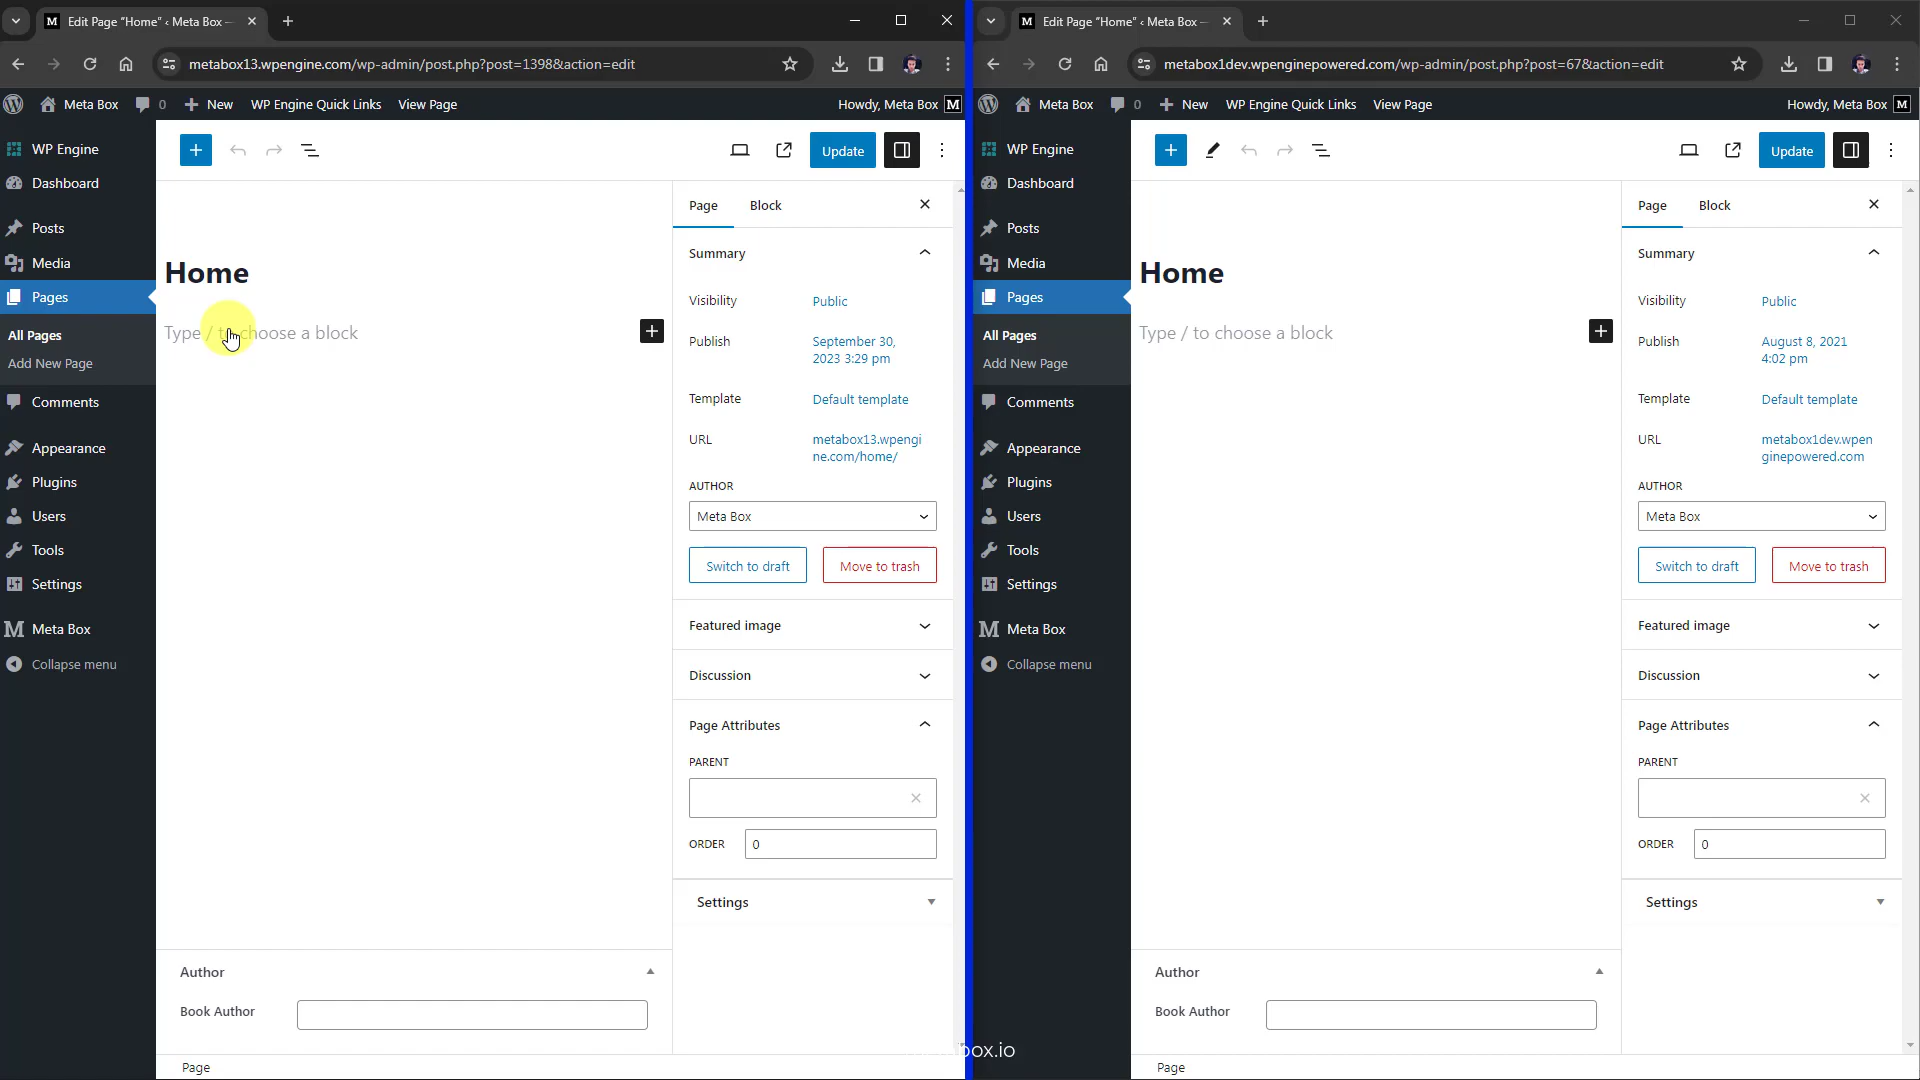 Edit Page “Home” ‹ Meta Box —
metabox13.wpengine.com/wp-admin/post.php?post=1398&action=edit
Meta Box 0 New WP Engine Quick Links View Page Howdy, Meta Box
WP Engine
Dashboard
Posts
Media
Pages
All Pages
Add New Page
Comments
Appearance
Plugins
Users
Tools
Settings
Meta Box
Collapse menu
Update
Home
Type / to choose a block
Page Block
Summary
Visibility Public
Publish September 30,
2023 3:29 pm
Template Default template
URL metabox13.wpengi
ne.com/home/
AUTHOR
Meta Box
Switch to draft Move to trash
Featured image
Discussion
Page Attributes
PARENT
ORDER 0
Settings
Author
Book Author
Page
Edit Page “Home” ‹ Meta Box —
metabox1dev.wpenginepowered.com/wp-admin/post.php?post=67&action=edit
Meta Box 0 New WP Engine Quick Links View Page Howdy, Meta Box
WP Engine
Dashboard
Posts
Media
Pages
All Pages
Add New Page
Comments
Appearance
Plugins
Users
Tools
Settings
Meta Box
Collapse menu
Update
Home
Type / to choose a block
Page Block
Summary
Visibility Public
Publish August 8, 2021
4:02 pm
Template Default template
URL metabox1dev.wpen
ginepowered.com
AUTHOR
Meta Box
Switch to draft Move to trash
Featured image
Discussion
Page Attributes
PARENT
ORDER 0
Settings
Author
Book Author
Page